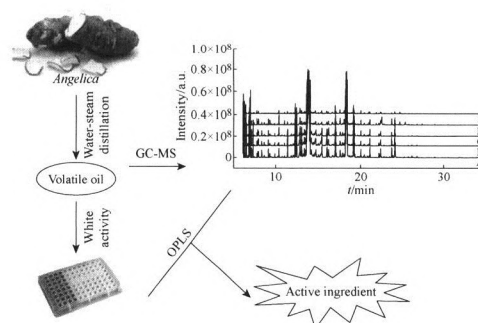 Angelica
Water-steam
distillation
Volatile oil
White
activity
GC-MS
Intensity/a.u.
1.0×10⁸
0.8×10⁸
0.6×10⁸
0.4×10⁸
0.2×10⁸
0
10
20
30
t/min
OPLS
Active ingredient